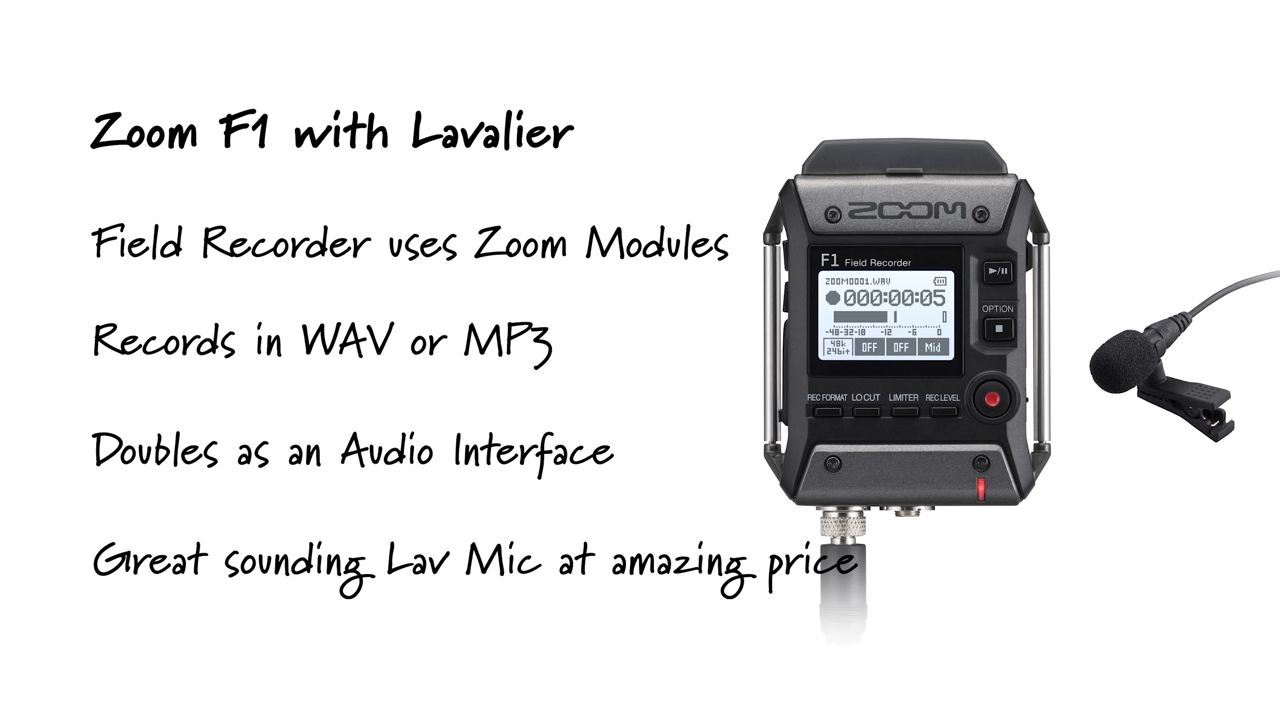 Zoom F1 with Lavalier
Field Recorder uses Zoom Modules
Records in WAV or MP3
Doubles as an Audio Interface
Great sounding Lav Mic at amazing price
ZOOM
F1 Field Recorder
ZOOM0001.WAV
000:00:05
-48-32-18 -12 -6 0
48k 24bit OFF OFF Mid
OPTION
REC FORMAT LO CUT LIMITER REC LEVEL